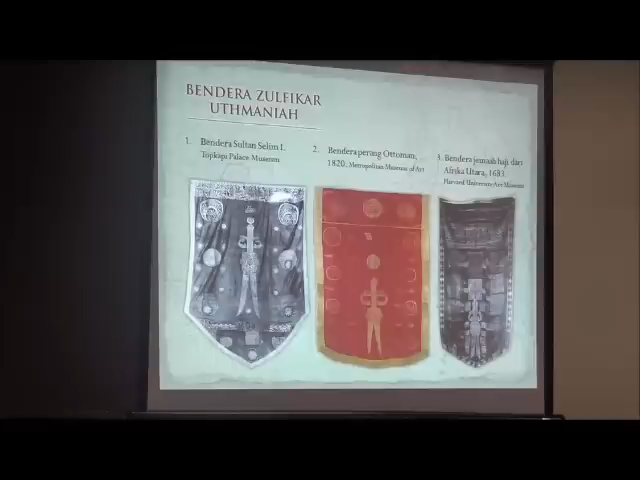 BENDERA ZULFIKAR
UTHMANIAH
1. Bendera Sultan Selim I.
Topkapi Palace Museum
2. Bendera perang Ottoman,
1820. Metropolitan Museum of Art
3. Bendera jemaah haji dari
Afrika Utara, 1683
Harvard University Art Museum